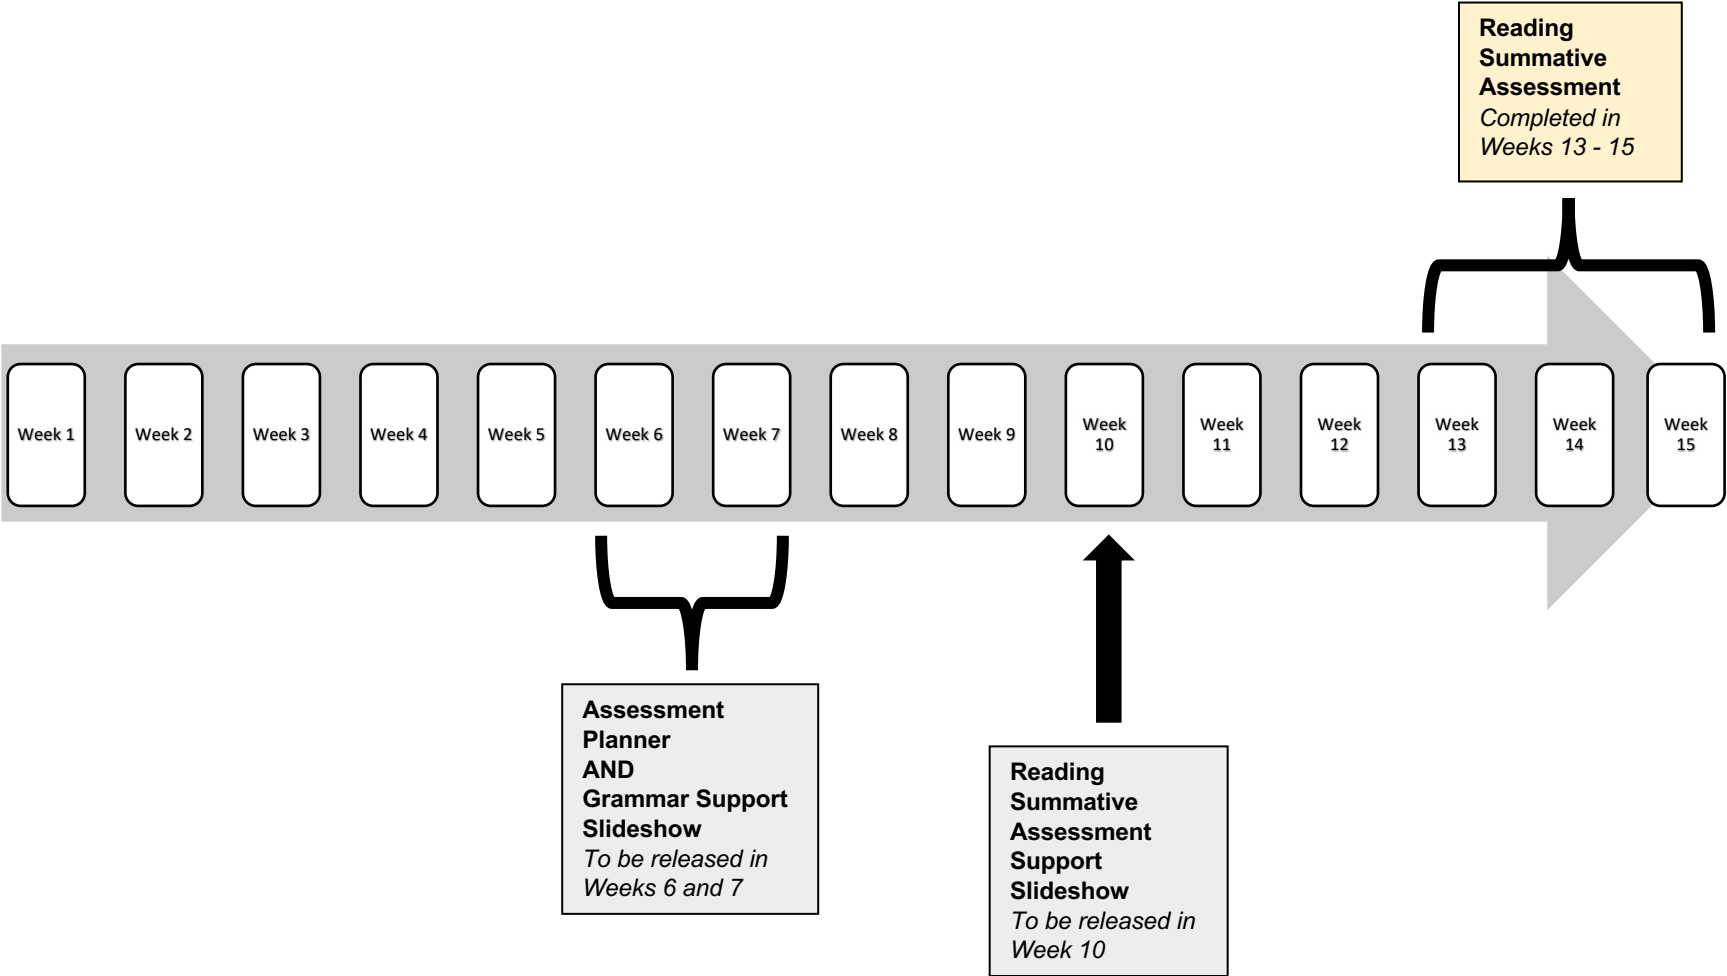 Reading
Summative
Assessment
Completed in
Weeks 13 - 15
Week 1
Week 2
Week 3
Week 4
Week 5
Week 6
Week 7
Week 8
Week 9
Week
10
Week
11
Week
12
Week
13
Week
14
Week
15
Assessment
Planner
AND
Grammar Support
Slideshow
To be released in
Weeks 6 and 7
Reading
Summative
Assessment
Support
Slideshow
To be released in
Week 10